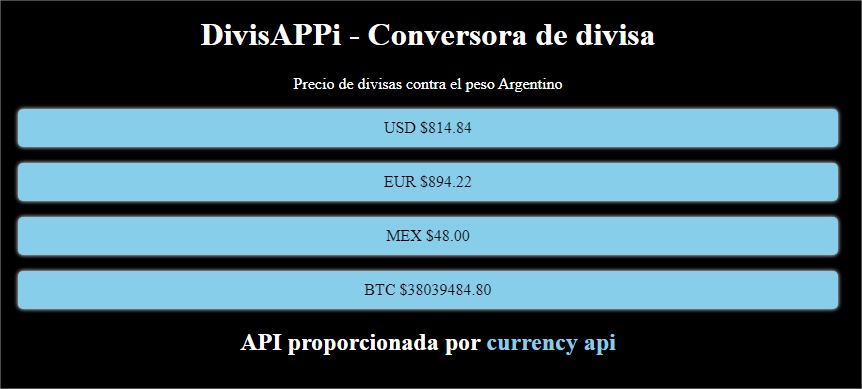 DivisAPPi - Conversora de divisa
Precio de divisas contra el peso Argentino
USD $814.84
EUR $894.22
MEX $48.00
BTC $38039484.80
API proporcionada por currency api